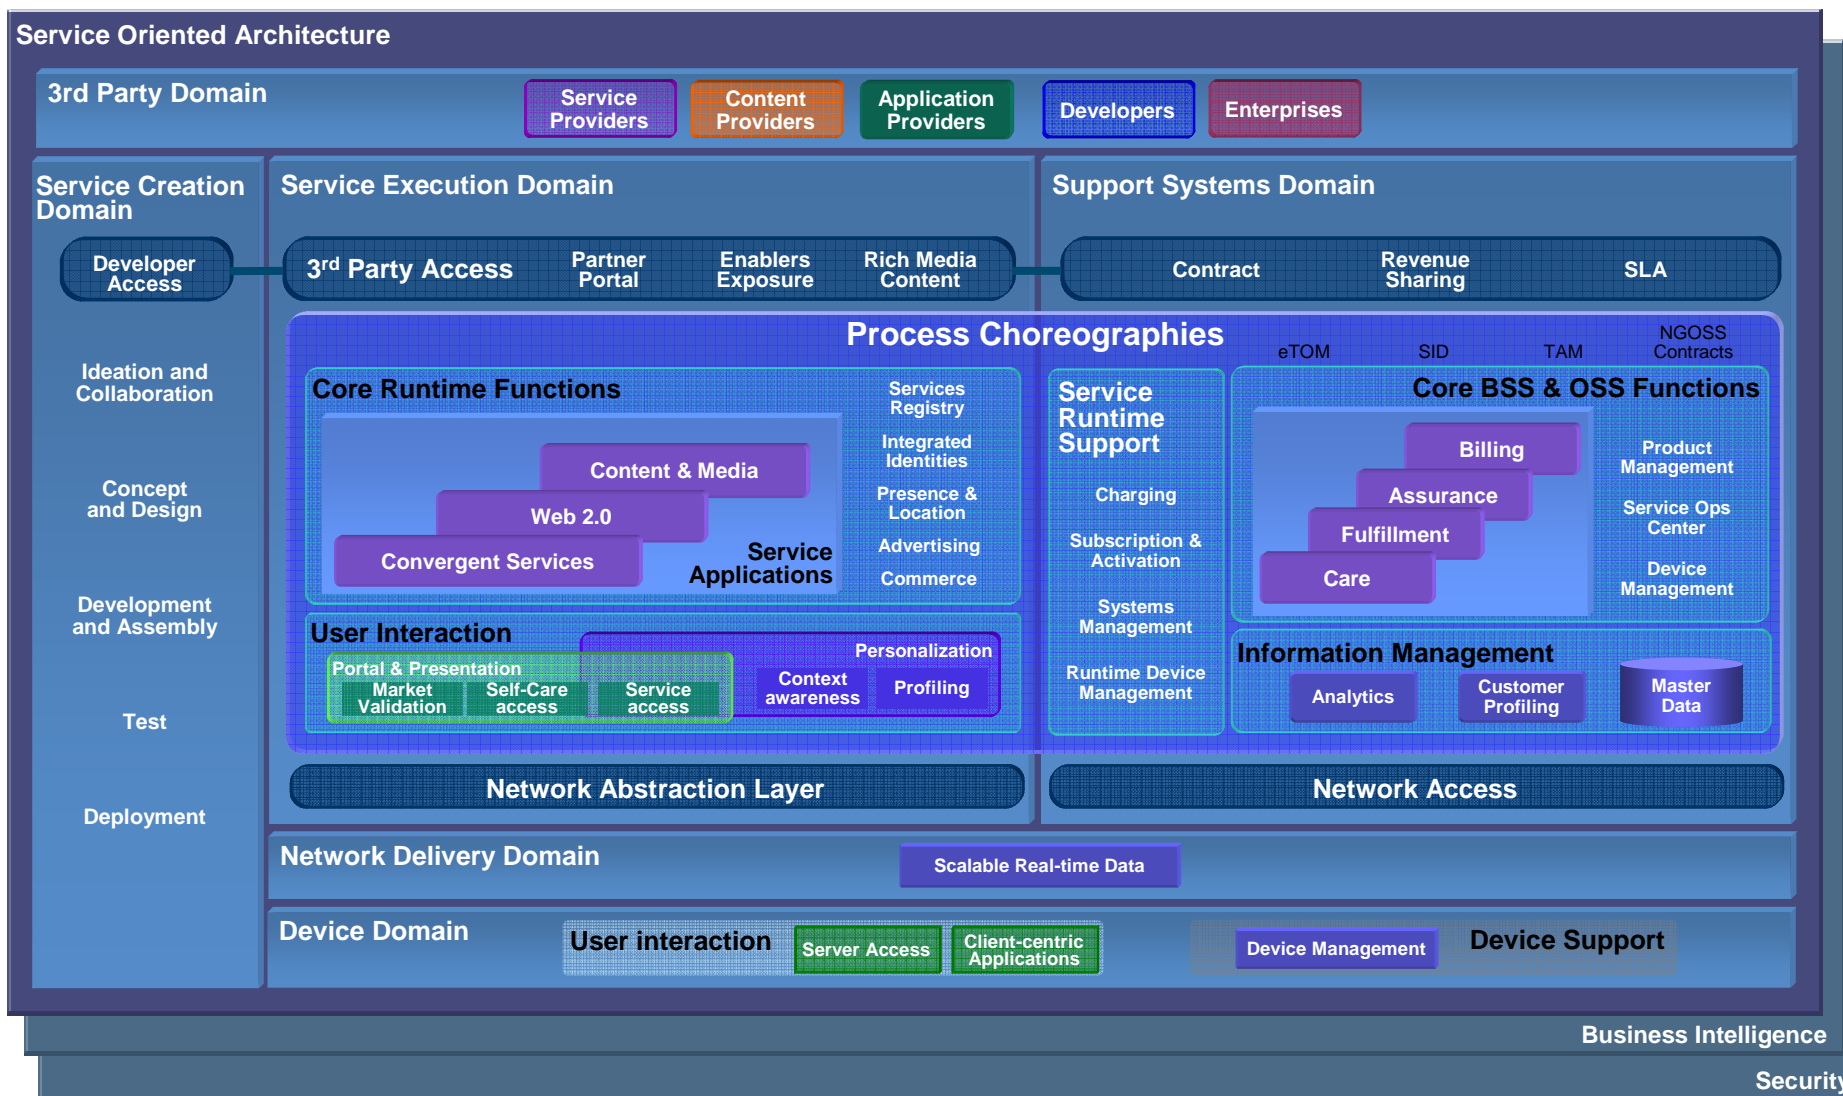 Service Oriented Architecture
3rd Party Domain
Service
Providers
Content
Providers
Application
Providers
Developers
Enterprises
Service Creation
Domain
Developer
Access
Ideation and
Collaboration
Concept
and Design
Development
and Assembly
Test
Deployment
Service Execution Domain
3rd Party Access
Partner
Portal
Enablers
Exposure
Rich Media
Content
Support Systems Domain
Contract
Revenue
Sharing
SLA
Process Choreographies
eTOM
SID
TAM
NGOSS
Contracts
Core Runtime Functions
Content & Media
Web 2.0
Convergent Services
Service
Applications
Services
Registry
Integrated
Identities
Presence &
Location
Advertising
Commerce
User Interaction
Personalization
Portal & Presentation
Market
Validation
Self-Care
access
Service
access
Context
awareness
Profiling
Service
Runtime
Support
Charging
Subscription &
Activation
Systems
Management
Runtime Device
Management
Core BSS & OSS Functions
Billing
Assurance
Fulfillment
Care
Product
Management
Service Ops
Center
Device
Management
Information Management
Analytics
Customer
Profiling
Master
Data
Network Abstraction Layer
Network Access
Network Delivery Domain
Scalable Real-time Data
Device Domain
User interaction
Server Access
Client-centric
Applications
Device Management
Device Support
Business Intelligence
Security